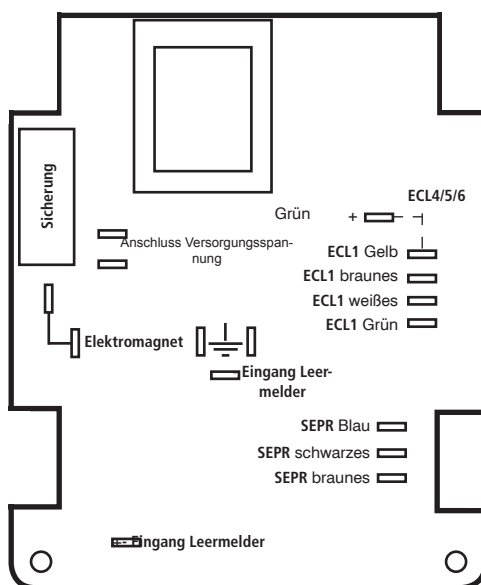 Sicherung
ECL4/5/6
Grün +
Anschluss Versorgungsspan-
nung
ECL1 Gelb
ECL1 braunes
ECL1 weißes
ECL1 Grün
Elektromagnet
Eingang Leer-
melder
SEPR Blau
SEPR schwarzes
SEPR braunes
+- Eingang Leermelder